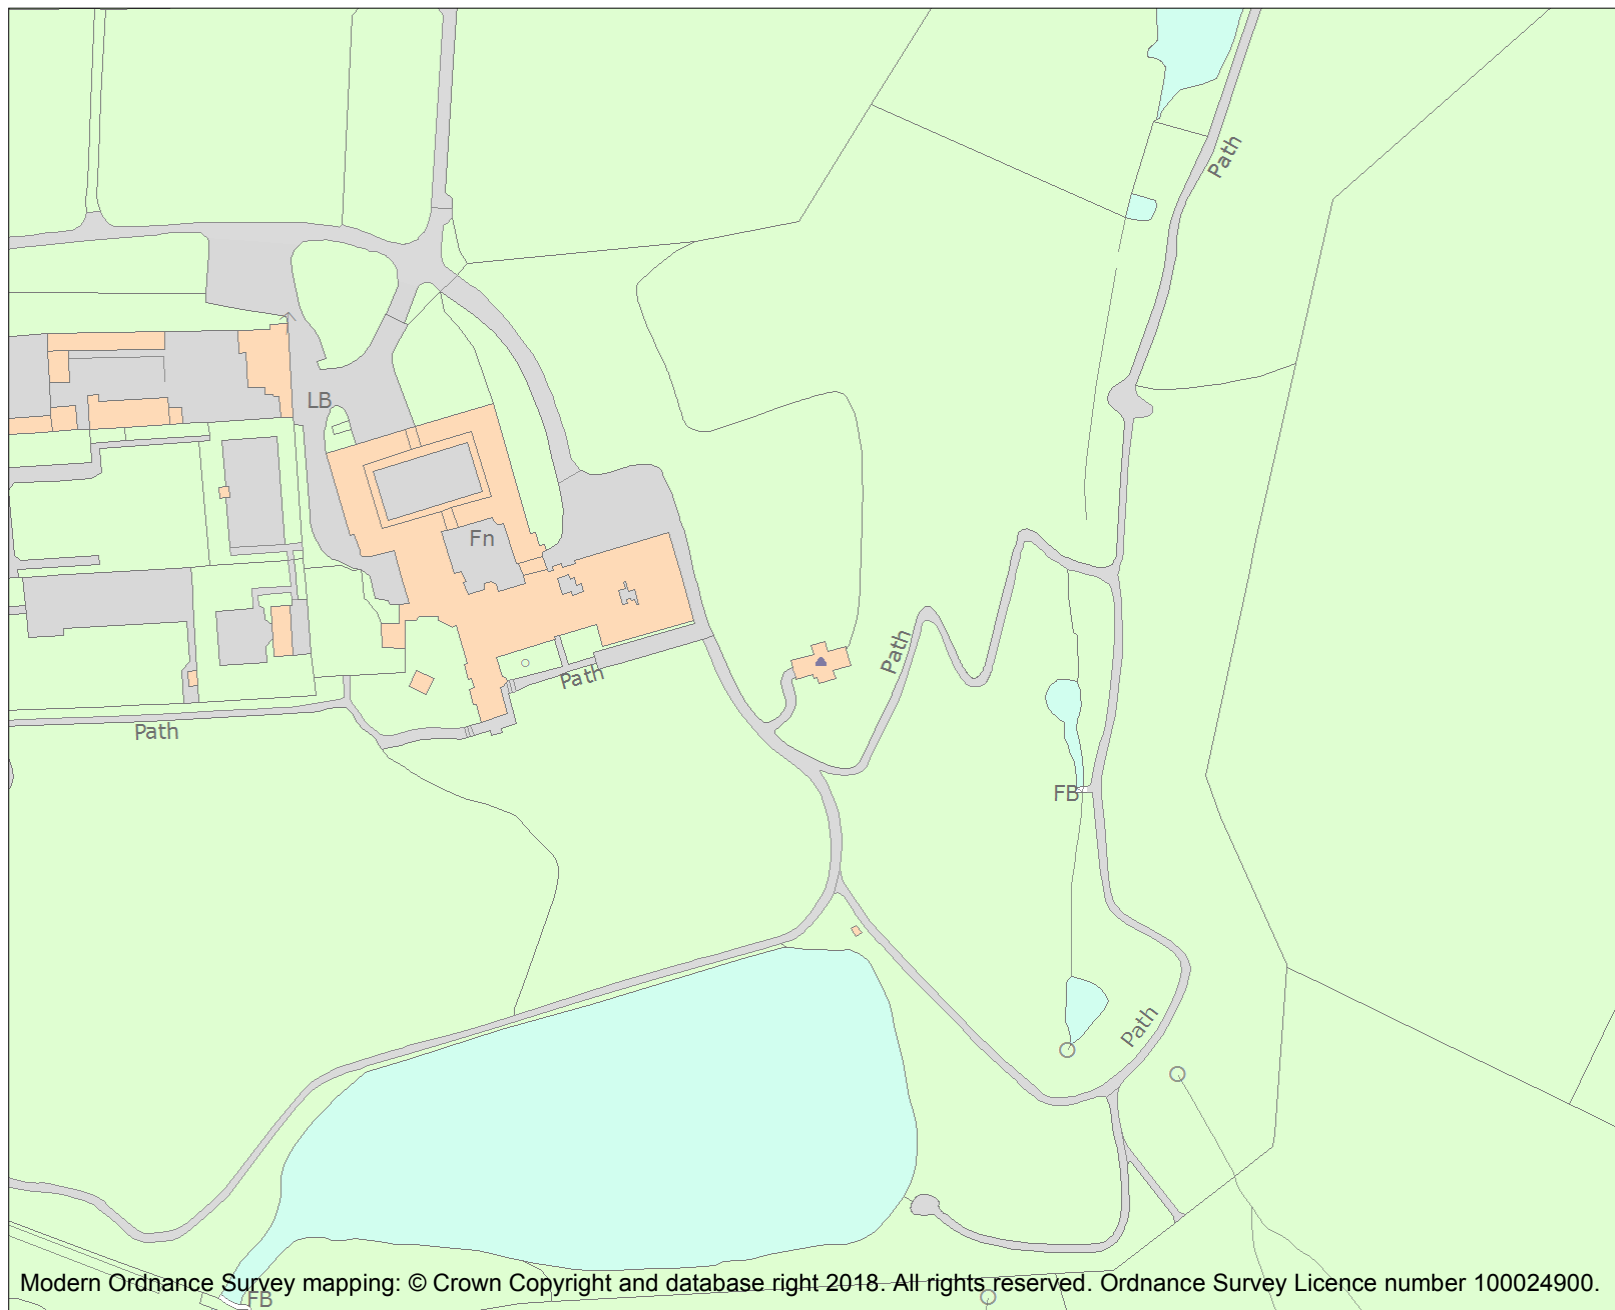 Path
LB
Fn
Path
Path
Path
FB
Path
Modern Ordnance Survey mapping: © Crown Copyright and database right 2018. All rights reserved. Ordnance Survey Licence number 100024900.
FB